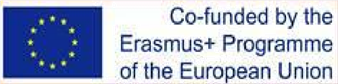 Co-funded by the
Erasmus+ Programme
of the European Union